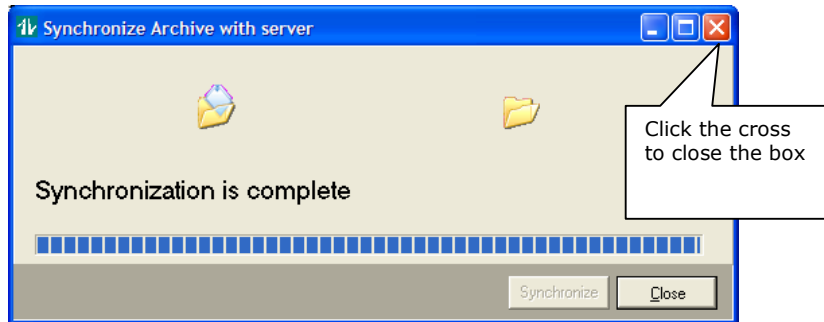 Synchronize Archive with server
Click the cross
to close the box
Synchronization is complete
Synchronize
Close